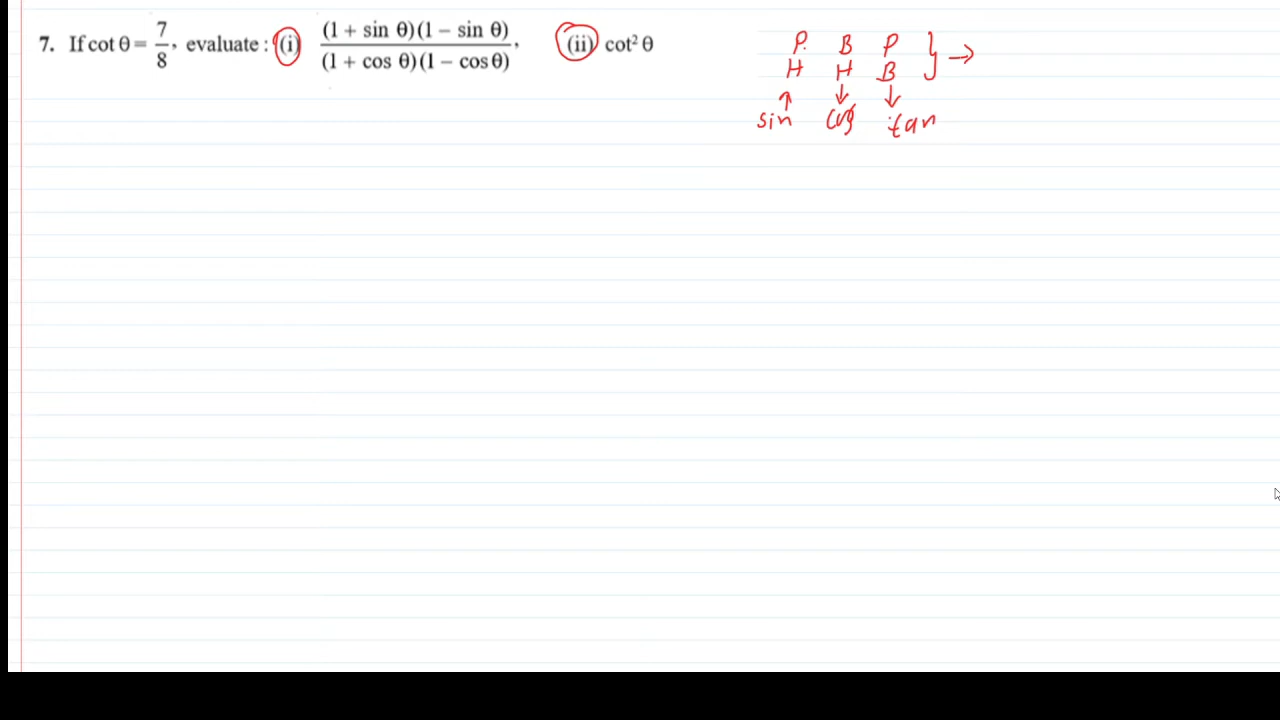 7. If cot θ = 7/8, evaluate : (i) (1 + sin θ)(1 − sin θ)/(1 + cos θ)(1 − cos θ), (ii) cot² θ
P. B P } →
H H B
↑ ↓ ↓
sin cos tan